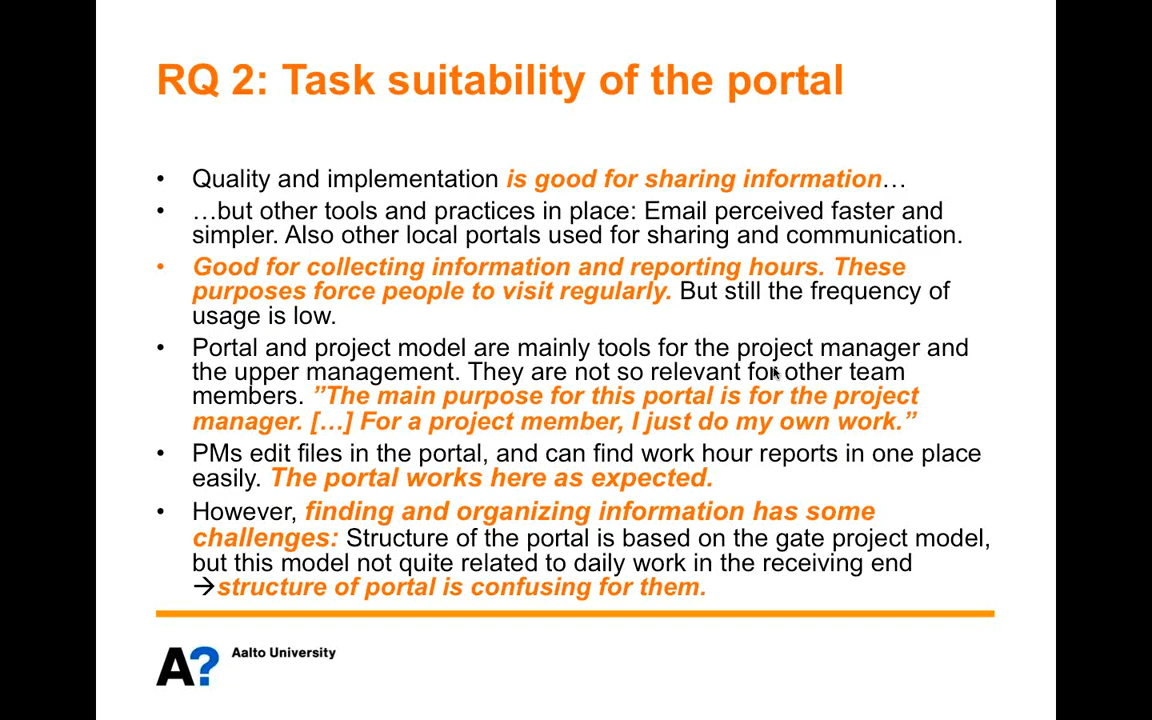 RQ 2: Task suitability of the portal
• Quality and implementation is good for sharing information…
• …but other tools and practices in place: Email perceived faster and
simpler. Also other local portals used for sharing and communication.
• Good for collecting information and reporting hours. These
purposes force people to visit regularly. But still the frequency of
usage is low.
• Portal and project model are mainly tools for the project manager and
the upper management. They are not so relevant for other team
members. ”The main purpose for this portal is for the project
manager. […] For a project member, I just do my own work.”
• PMs edit files in the portal, and can find work hour reports in one place
easily. The portal works here as expected.
• However, finding and organizing information has some
challenges: Structure of the portal is based on the gate project model,
but this model not quite related to daily work in the receiving end
→structure of portal is confusing for them.
A? Aalto University